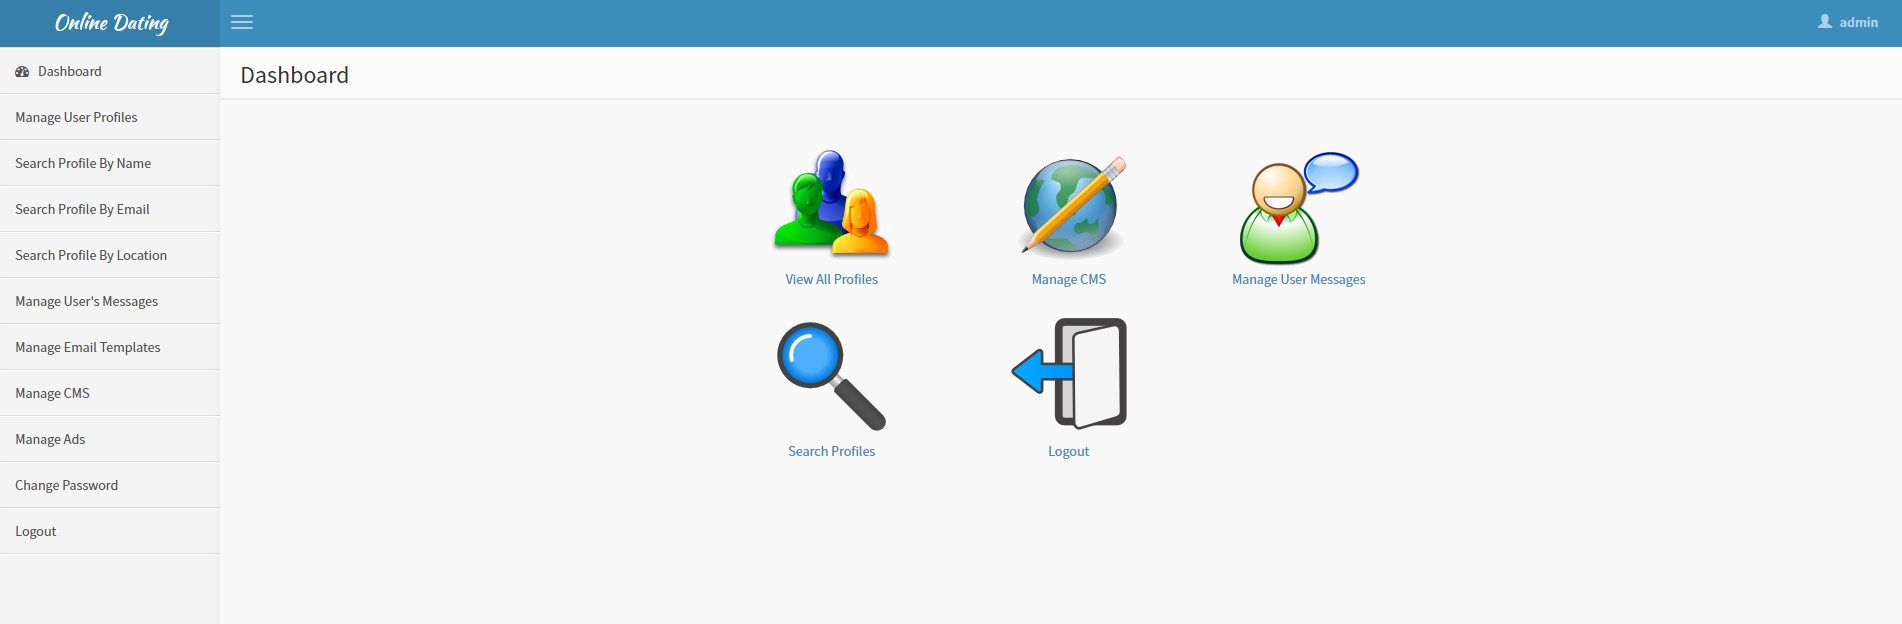 Online Dating
admin
Dashboard
Manage User Profiles
Search Profile By Name
Search Profile By Email
Search Profile By Location
Manage User's Messages
Manage Email Templates
Manage CMS
Manage Ads
Change Password
Logout
Dashboard
View All Profiles
Manage CMS
Manage User Messages
Search Profiles
Logout